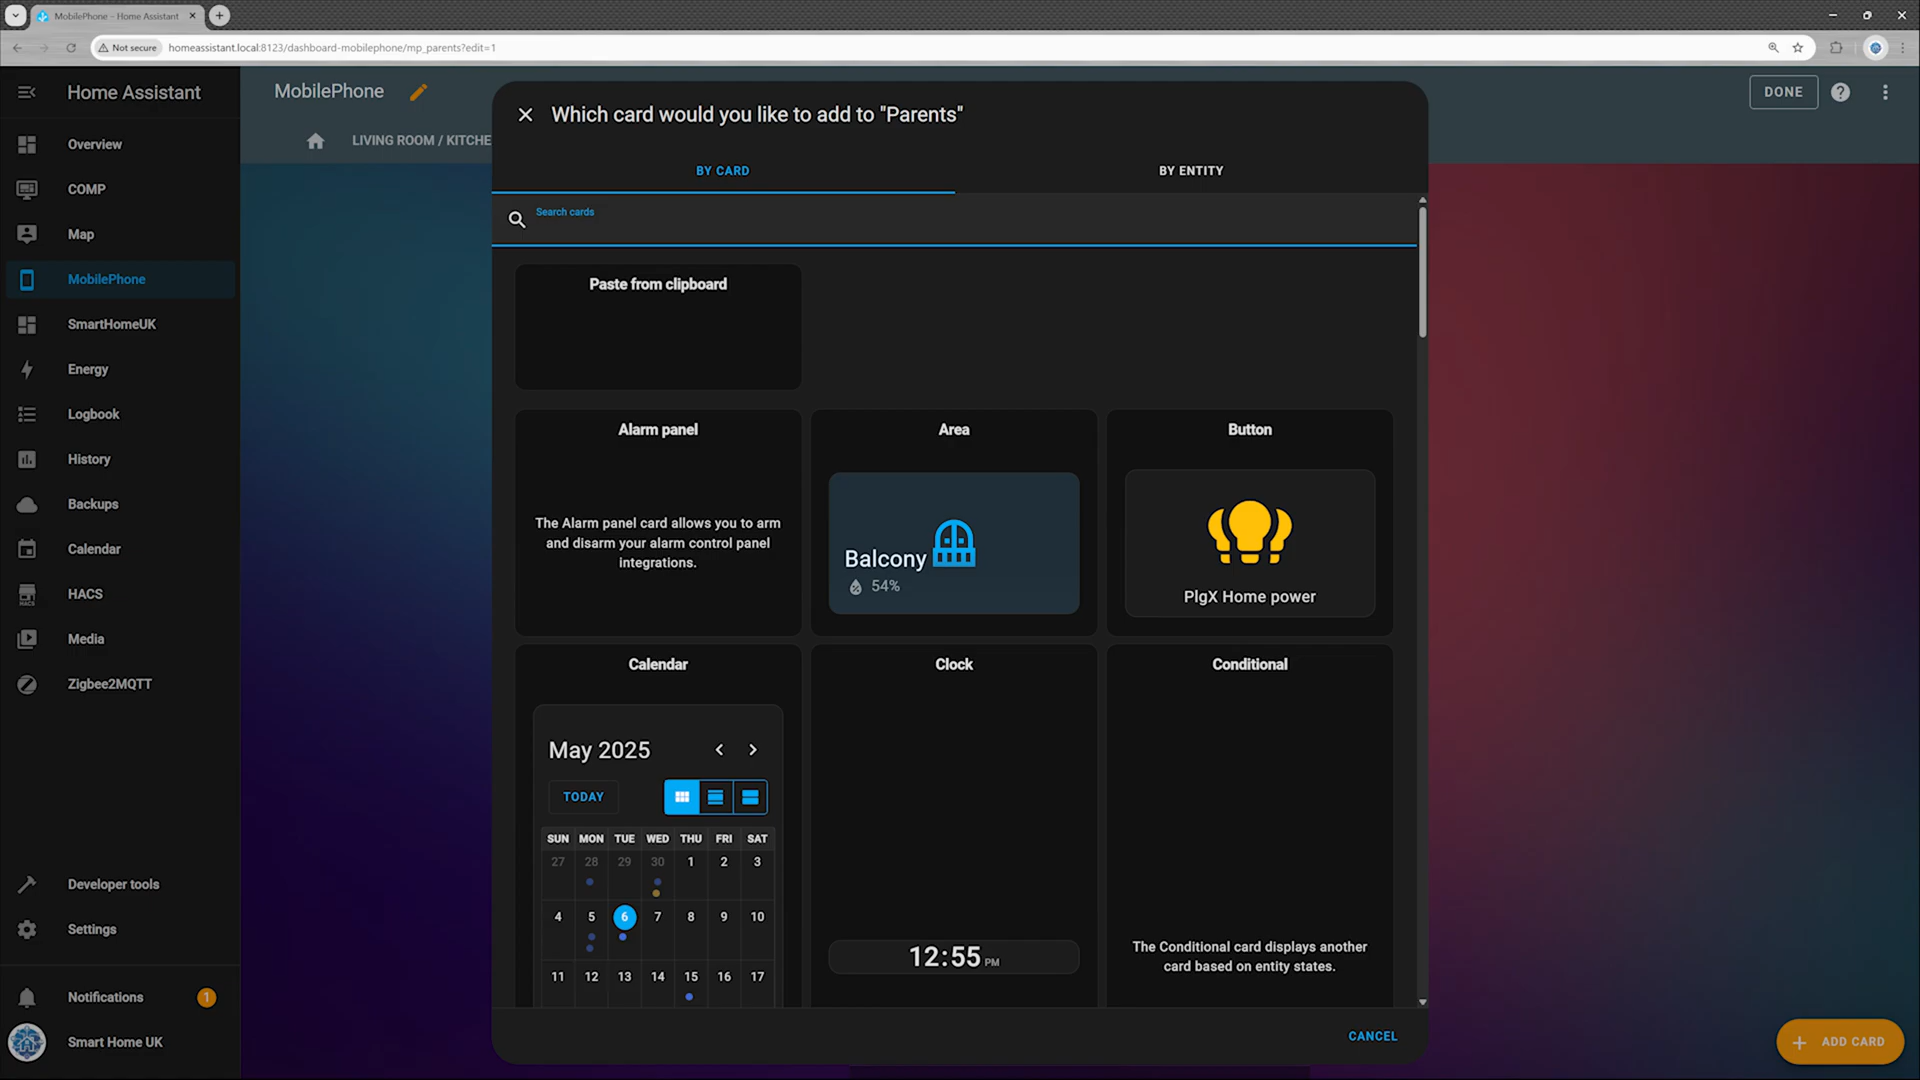 MobilePhone – Home Assistant
Not secure
homeassistant.local:8123/dashboard-mobilephone/mp_parents?edit=1
Home Assistant
Overview
COMP
Map
MobilePhone
SmartHomeUK
Energy
Logbook
History
Backups
Calendar
HACS
HACS
Media
Zigbee2MQTT
Developer tools
Settings
Notifications
1
Smart Home UK
MobilePhone
DONE
LIVING ROOM / KITCHE
Which card would you like to add to "Parents"
BY CARD
BY ENTITY
Search cards
Paste from clipboard
Alarm panel
The Alarm panel card allows you to arm
and disarm your alarm control panel
integrations.
Area
Balcony
54%
Button
PlgX Home power
Calendar
May 2025
TODAY
SUN MON TUE WED THU FRI SAT
27 28 29 30 1 2 3
4 5 6 7 8 9 10
11 12 13 14 15 16 17
Clock
12:55 PM
Conditional
The Conditional card displays another
card based on entity states.
CANCEL
ADD CARD